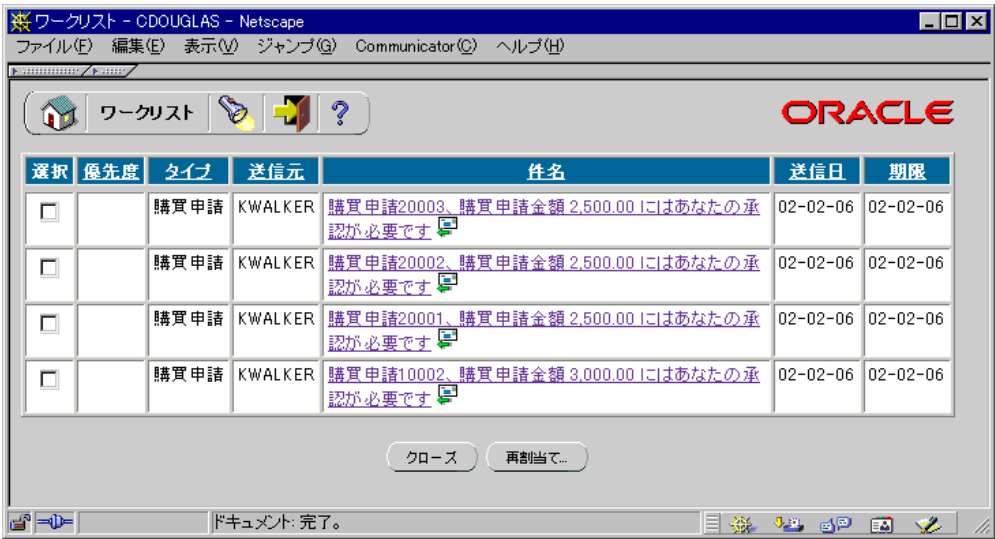 ワークリスト - CDOUGLAS - Netscape
ファイル(F) 編集(E) 表示(V) ジャンプ(G) Communicator(C) ヘルプ(H)
ワークリスト ? ORACLE
選択 優先度 タイプ 送信元 件名 送信日 期限
購買申請 KWALKER 購買申請20003、購買申請金額 2,500.00 にはあなたの承 02-02-06 02-02-06
認が必要です
購買申請 KWALKER 購買申請20002、購買申請金額 2,500.00 にはあなたの承 02-02-06 02-02-06
認が必要です
購買申請 KWALKER 購買申請20001、購買申請金額 2,500.00 にはあなたの承 02-02-06 02-02-06
認が必要です
購買申請 KWALKER 購買申請10002、購買申請金額 3,000.00 にはあなたの承 02-02-06 02-02-06
認が必要です
クローズ 再割当て...
ドキュメント: 完了。